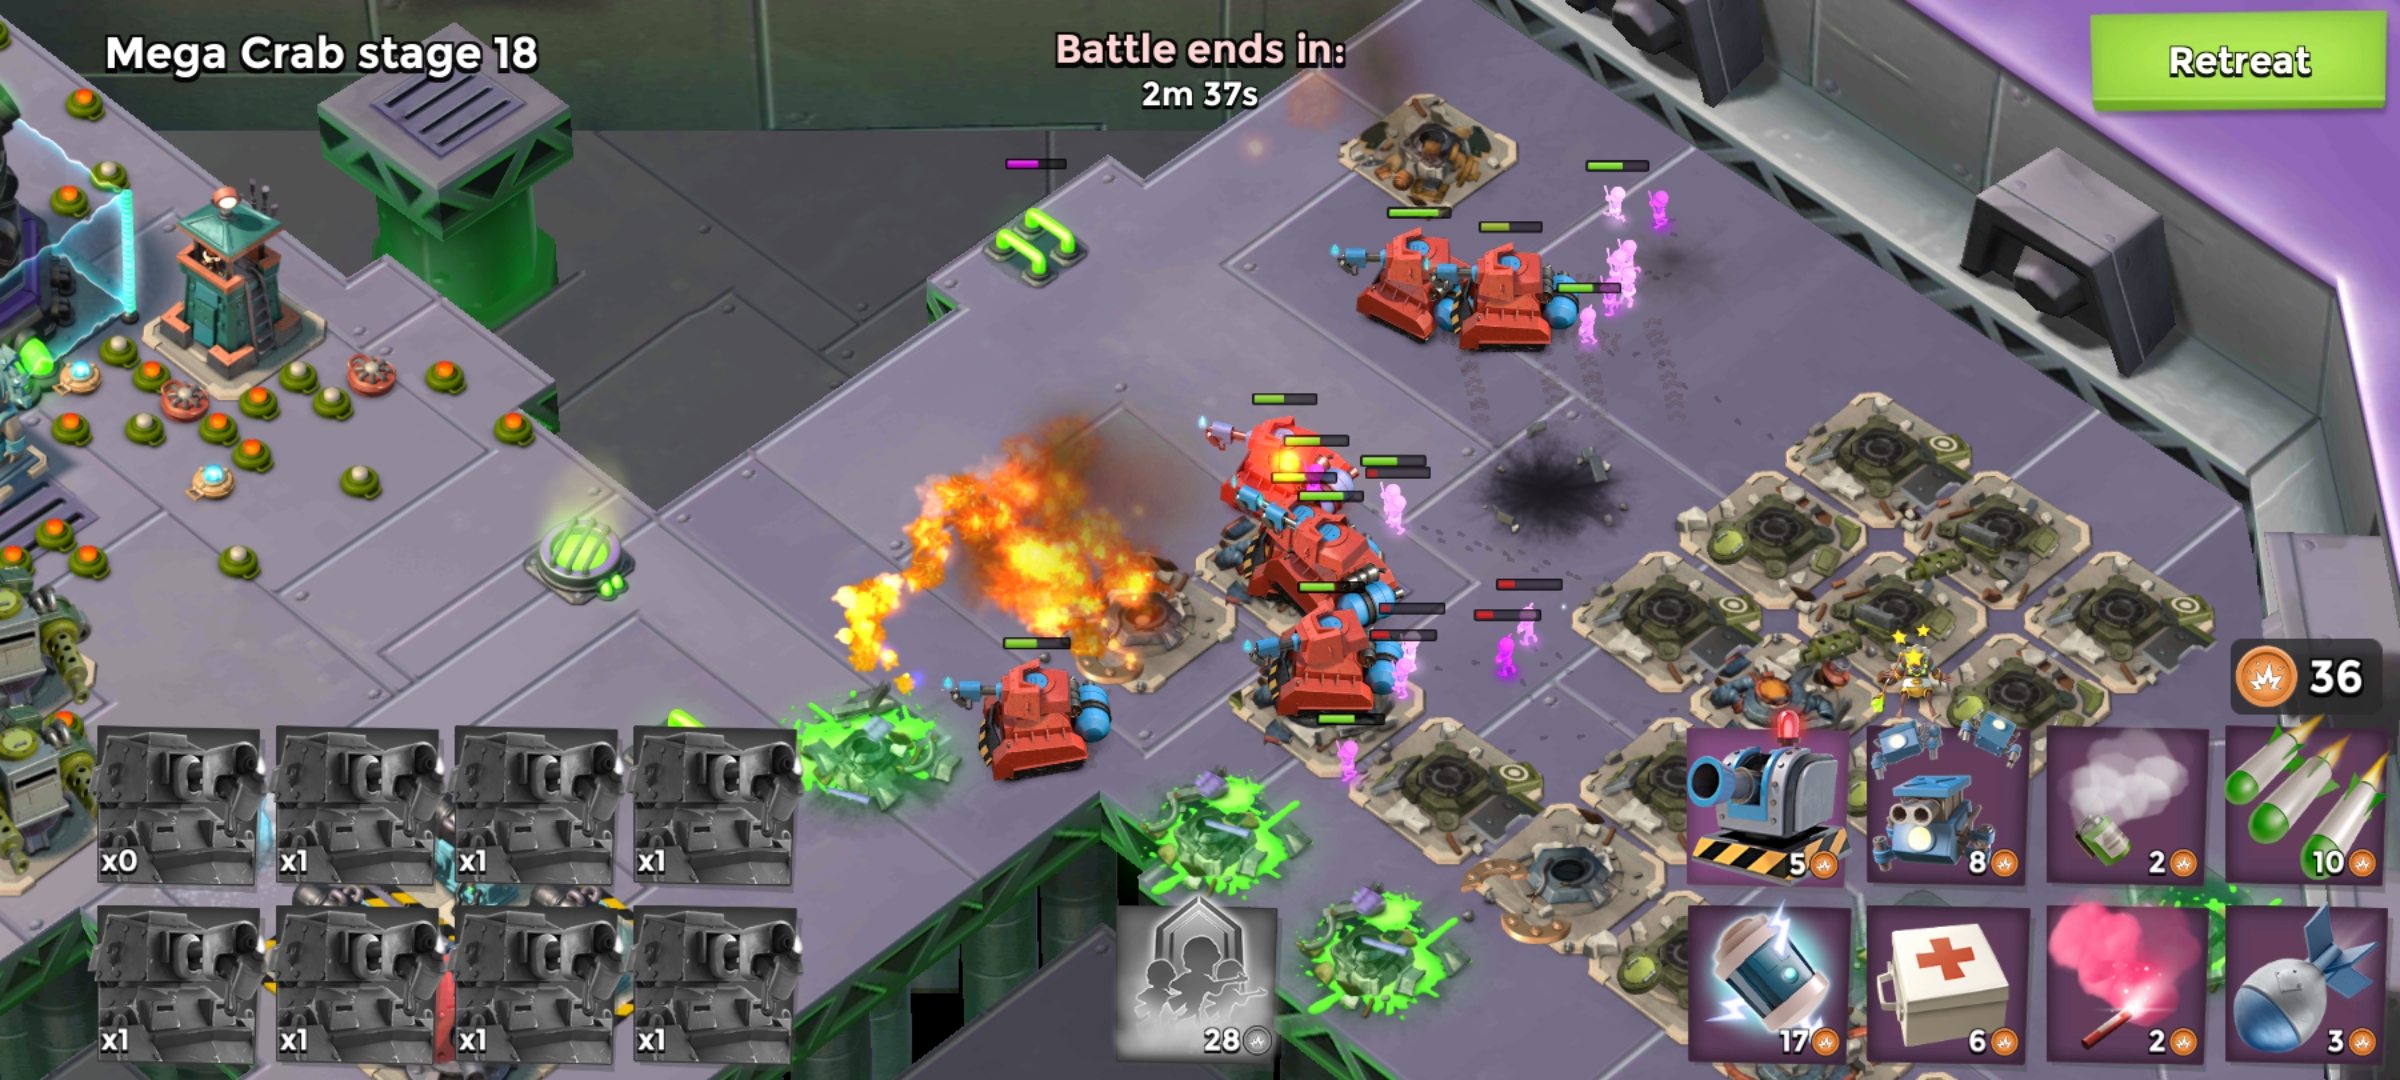 Mega Crab stage 18
Battle ends in:
2m 37s
Retreat
36
x0
x1
x1
x1
5
8
2
10
x1
x1
x1
x1
28
17
6
2
3